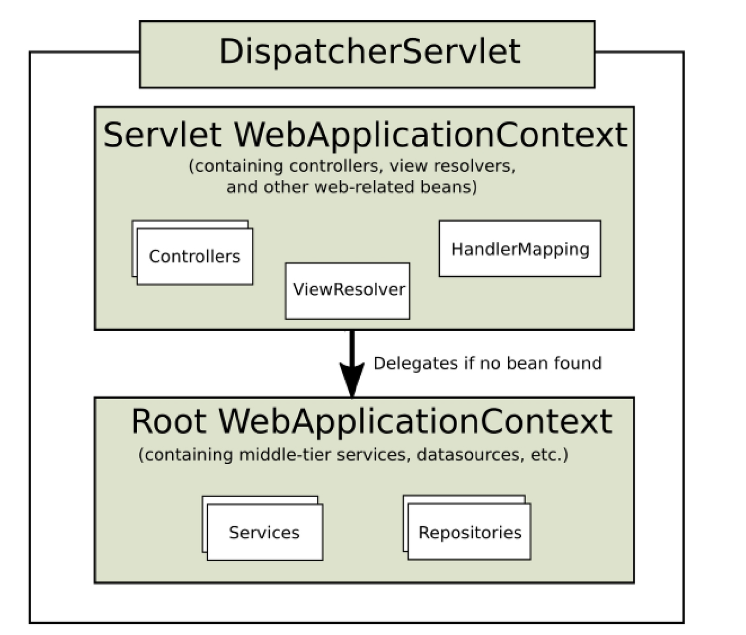 DispatcherServlet
Servlet WebApplicationContext
(containing controllers, view resolvers,
and other web-related beans)
Controllers
HandlerMapping
ViewResolver
Delegates if no bean found
Root WebApplicationContext
(containing middle-tier services, datasources, etc.)
Services
Repositories